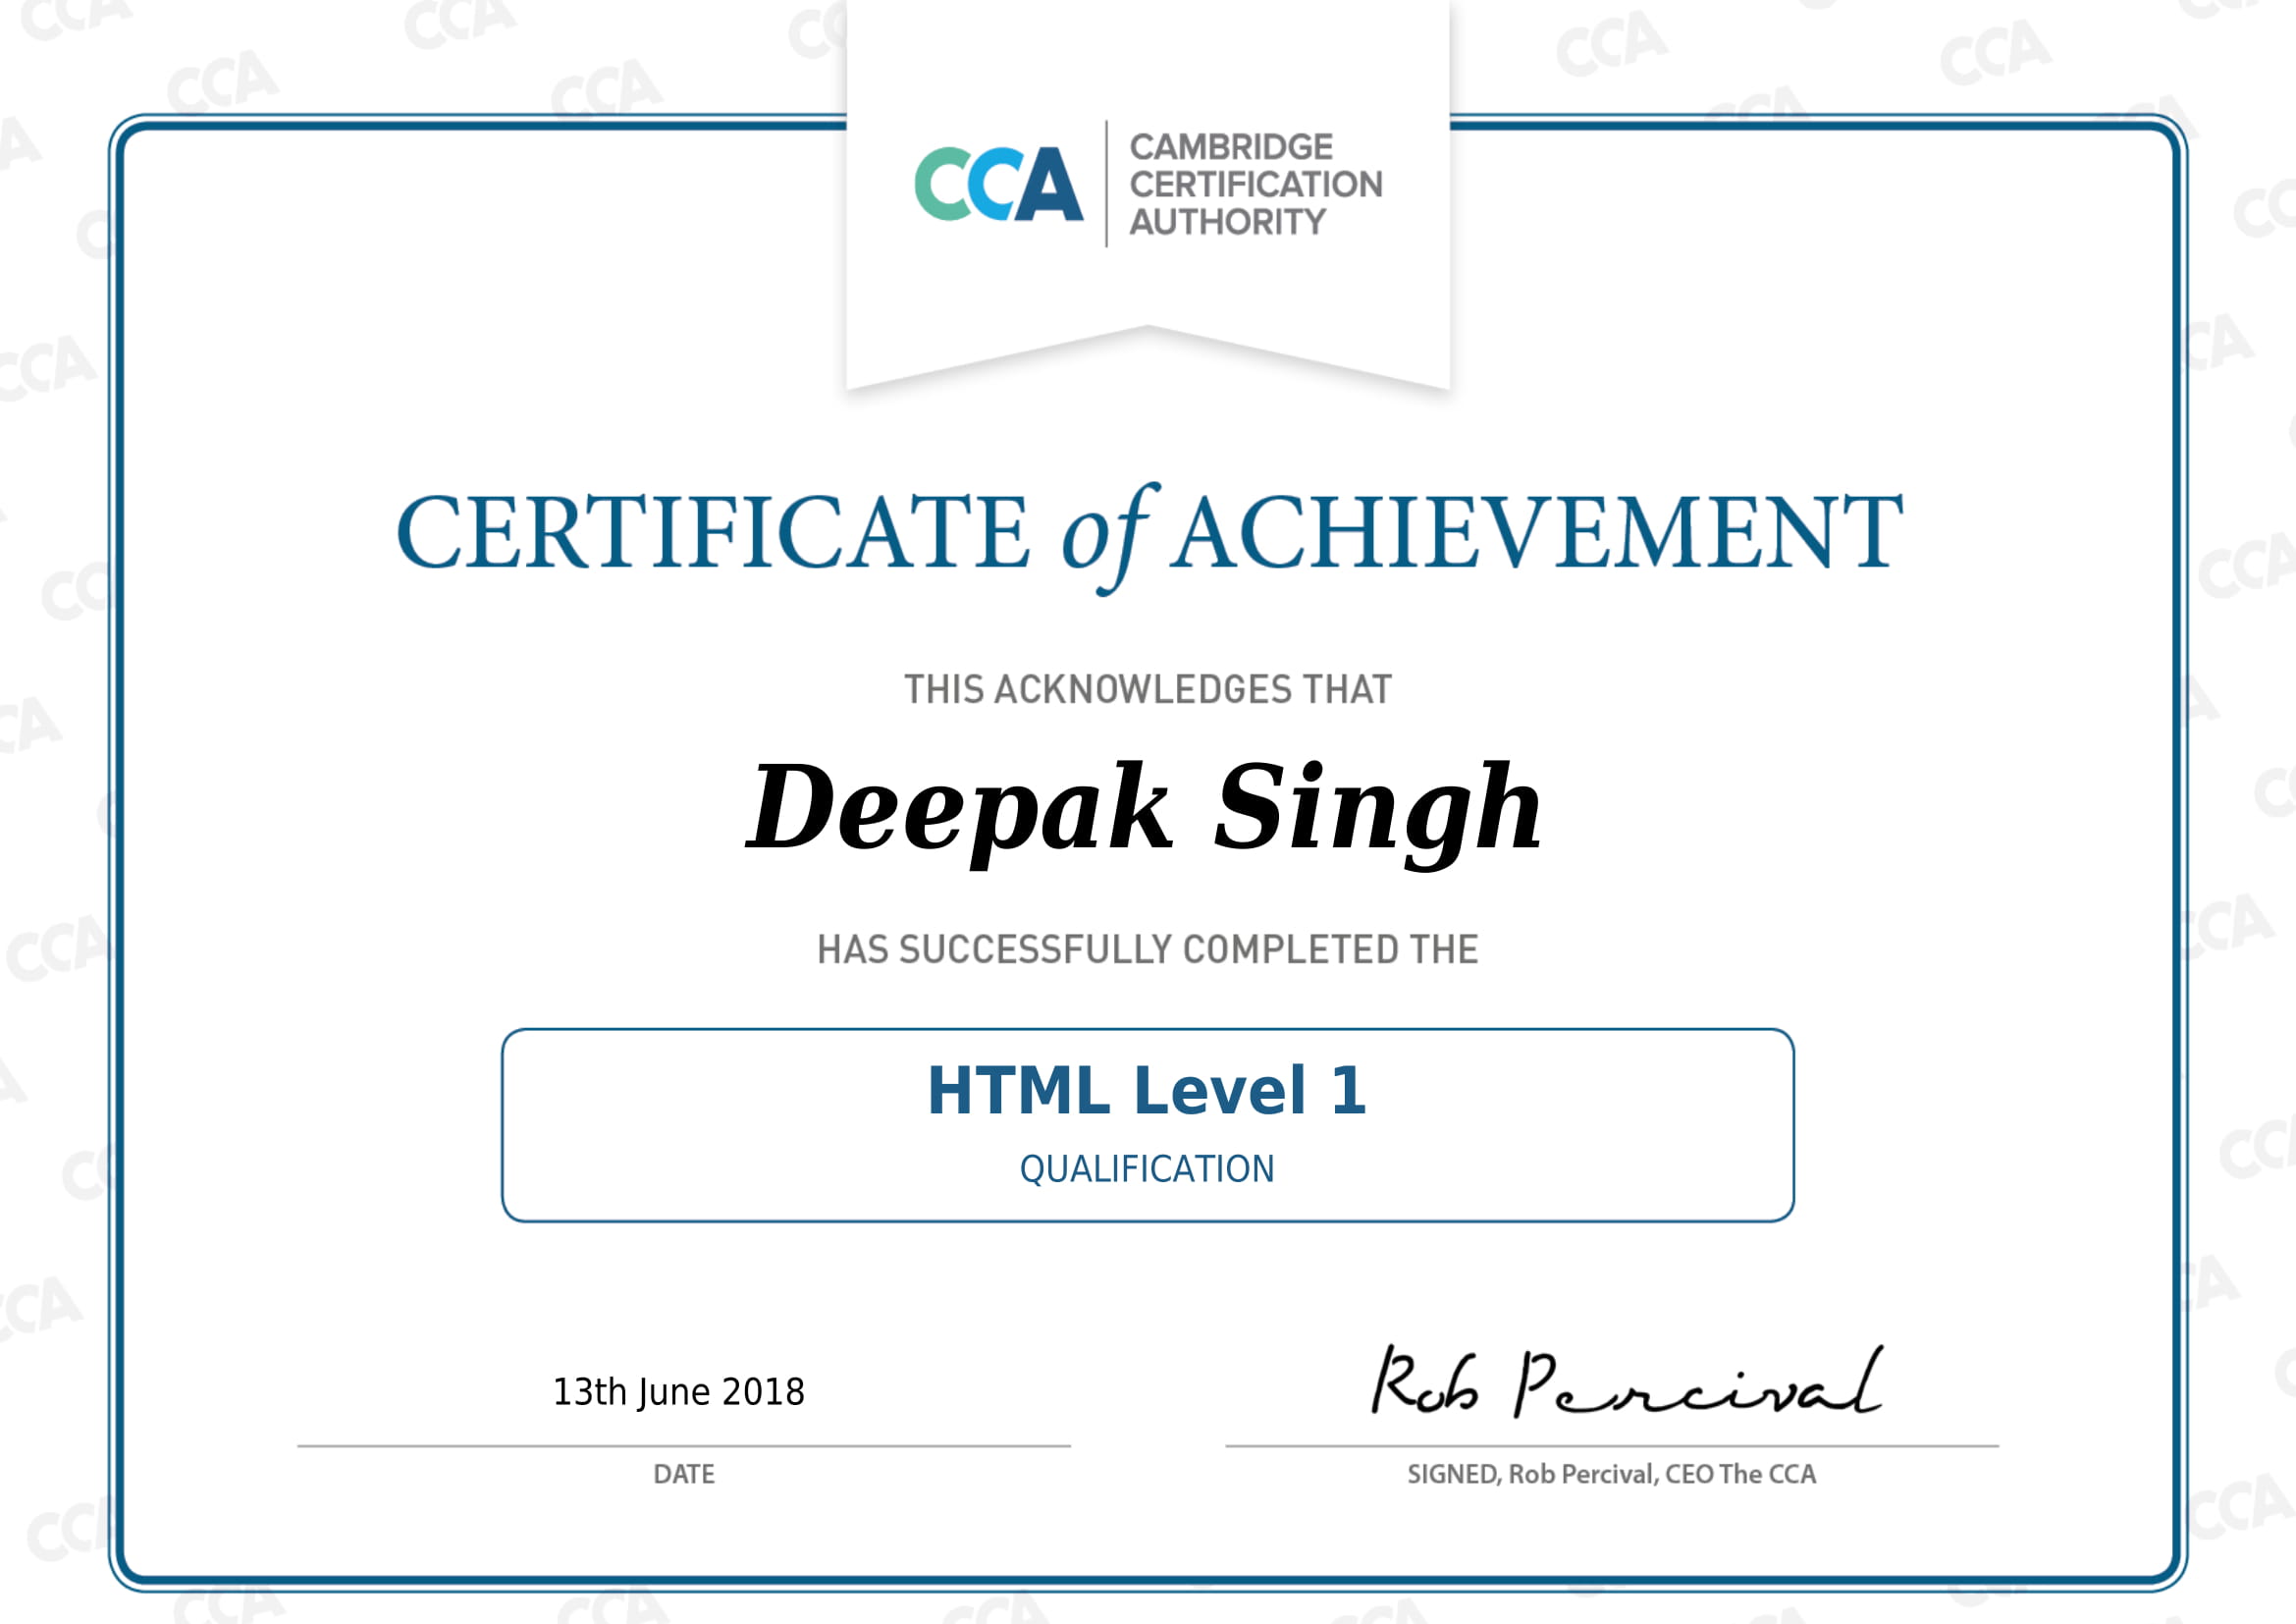 CCA
CAMBRIDGE
CERTIFICATION
AUTHORITY
CERTIFICATE of ACHIEVEMENT
THIS ACKNOWLEDGES THAT
Deepak Singh
HAS SUCCESSFULLY COMPLETED THE
HTML Level 1
QUALIFICATION
13th June 2018
Rob Percival
DATE
SIGNED, Rob Percival, CEO The CCA